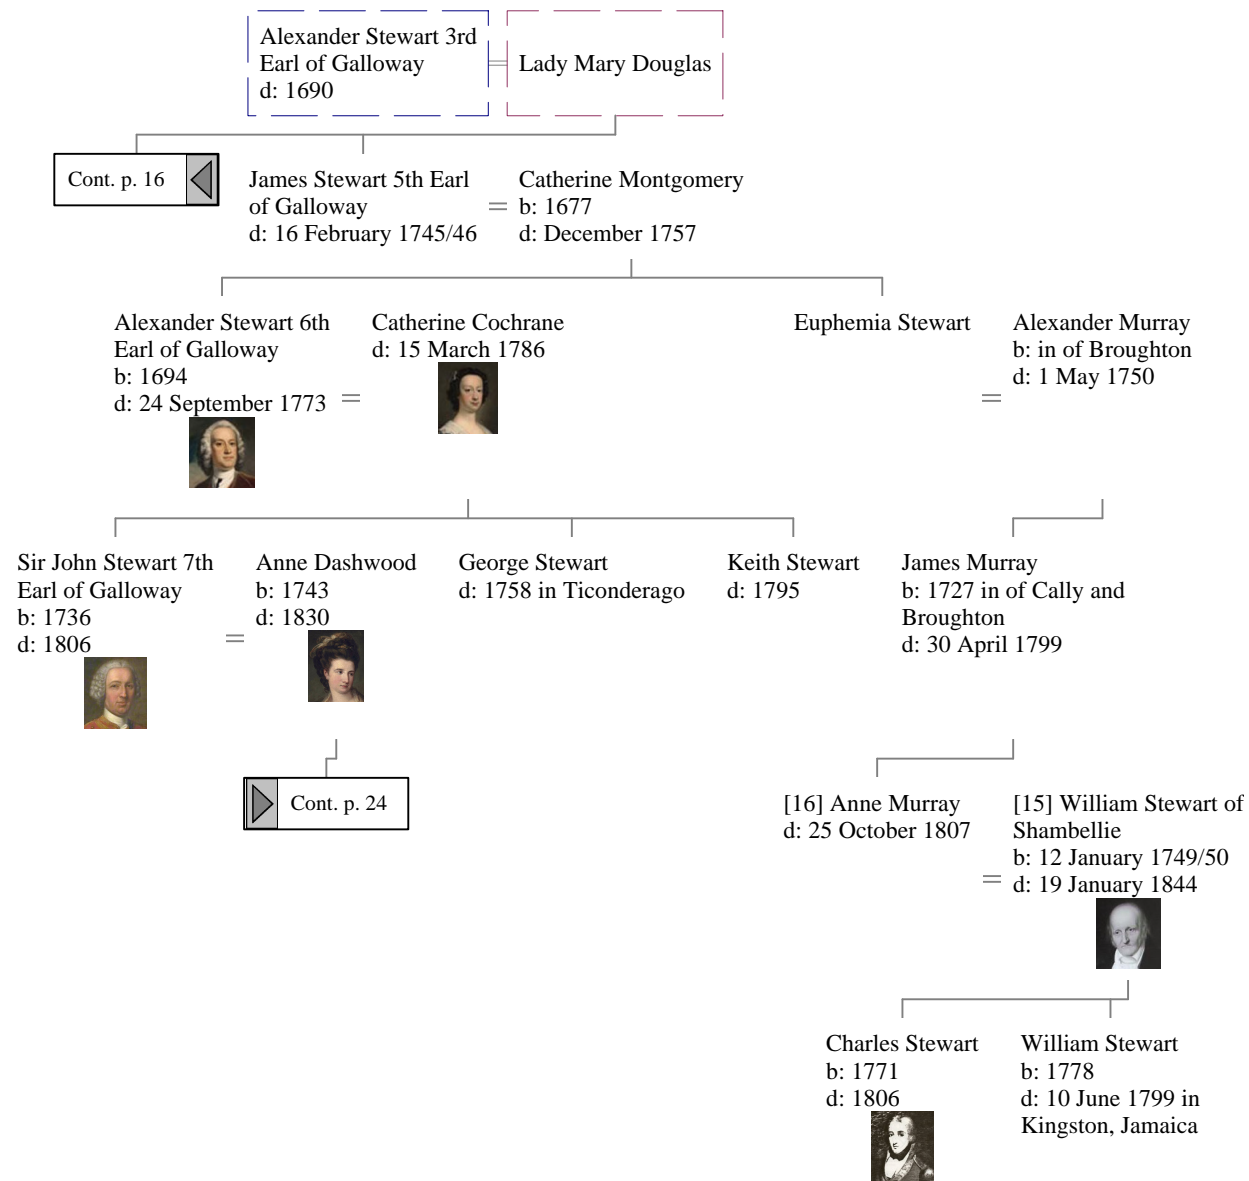 Alexander Stewart 3rd
Earl of Galloway
d: 1690
=
Lady Mary Douglas
Cont. p. 16
James Stewart 5th Earl
of Galloway
d: 16 February 1745/46
=
Catherine Montgomery
b: 1677
d: December 1757
Alexander Stewart 6th
Earl of Galloway
b: 1694
d: 24 September 1773
=
Catherine Cochrane
d: 15 March 1786
Euphemia Stewart
=
Alexander Murray
b: in of Broughton
d: 1 May 1750
Sir John Stewart 7th
Earl of Galloway
b: 1736
d: 1806
=
Anne Dashwood
b: 1743
d: 1830
George Stewart
d: 1758 in Ticonderago
Keith Stewart
d: 1795
James Murray
b: 1727 in of Cally and
Broughton
d: 30 April 1799
Cont. p. 24
[16] Anne Murray
d: 25 October 1807
=
[15] William Stewart of
Shambellie
b: 12 January 1749/50
d: 19 January 1844
Charles Stewart
b: 1771
d: 1806
William Stewart
b: 1778
d: 10 June 1799 in
Kingston, Jamaica